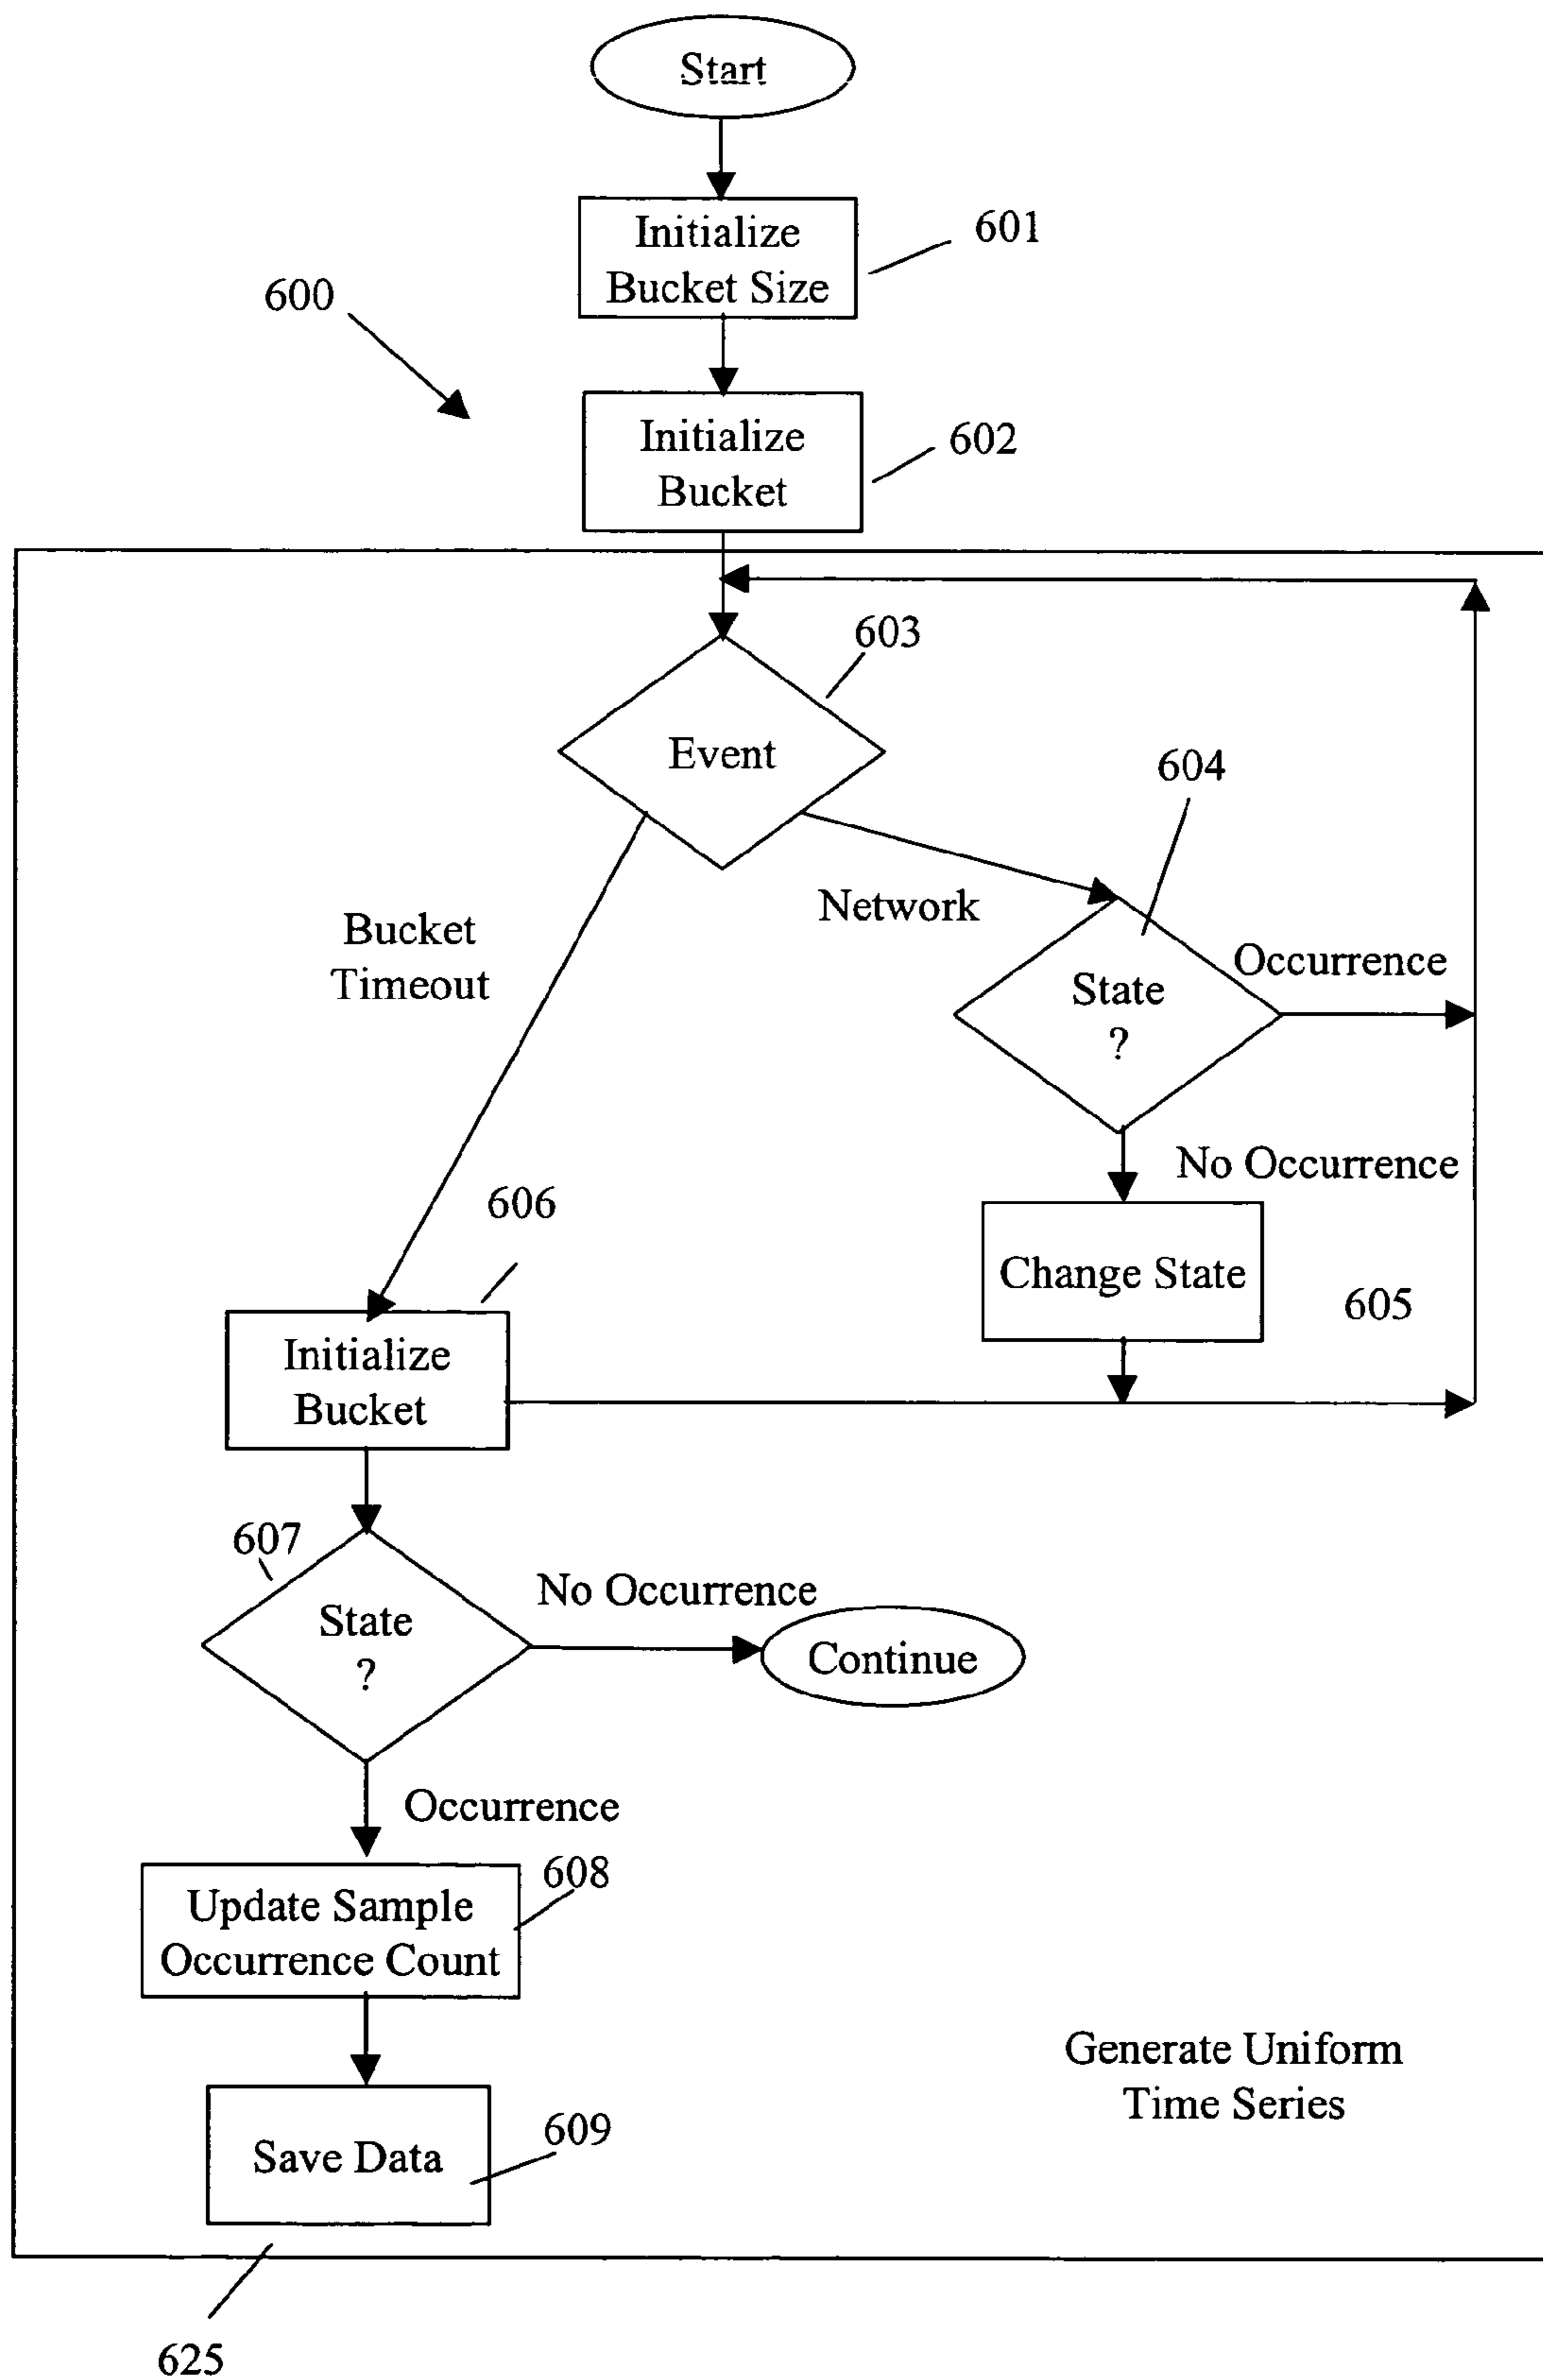 Start
Initialize
Bucket Size
601
600
Initialize
Bucket
602
603
Event
604
Network
Bucket
Timeout
State
?
Occurrence
No Occurrence
606
Change State
605
Initialize
Bucket
607
No Occurrence
State
?
Continue
Occurrence
608
Update Sample
Occurrence Count
Generate Uniform
Time Series
609
Save Data
625